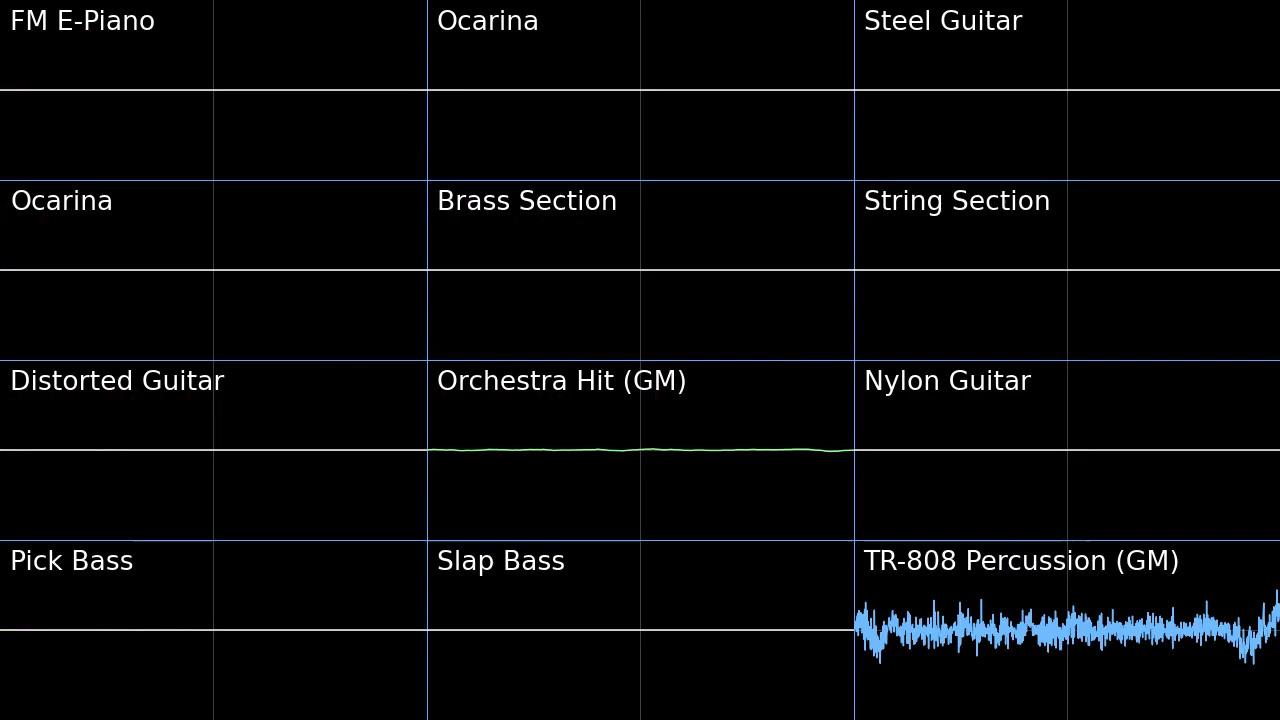 FM E-Piano
Ocarina
Steel Guitar
Ocarina
Brass Section
String Section
Distorted Guitar
Orchestra Hit (GM)
Nylon Guitar
Pick Bass
Slap Bass
TR-808 Percussion (GM)